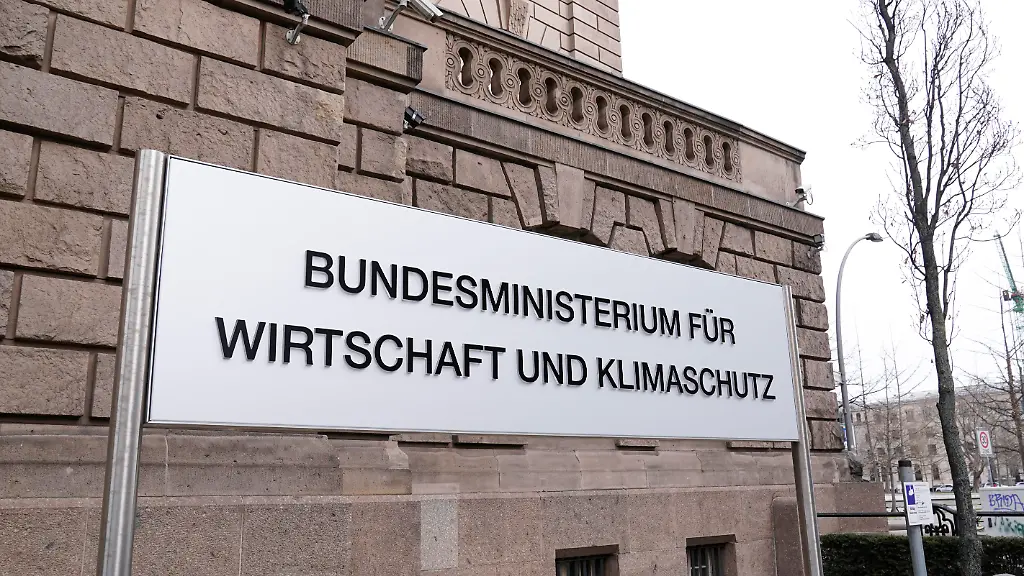 BUNDESMINISTERIUM FÜR
WIRTSCHAFT UND KLIMASCHUTZ